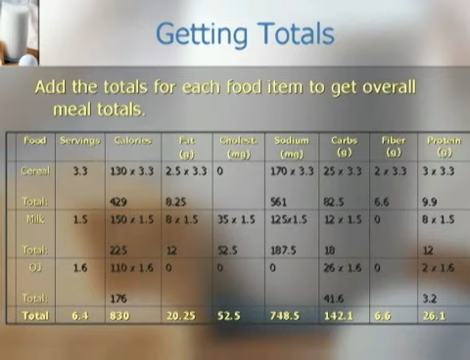 Getting Totals
Add the totals for each food item to get overall
meal totals.
Food Servings Calories Fat Cholest. Sodium Carbs Fiber Protein
(g) (mg) (mg) (g) (g) (g)
Cereal 3.3 130 x 3.3 2.5 x 3.3 0 170 x 3.3 25 x 3.3 2 x 3.3 3 x 3.3
Total: 429 8.25 561 82.5 6.6 9.9
Milk 1.5 150 x 1.5 8 x 1.5 35 x 1.5 125x1.5 12 x 1.5 0 8 x 1.5
Total: 225 12 52.5 187.5 18 12
OJ 1.6 110 x 1.6 0 0 0 26 x 1.6 0 2 x 1.6
Total: 176 41.6 3.2
Total 6.4 830 20.25 52.5 748.5 142.1 6.6 26.1